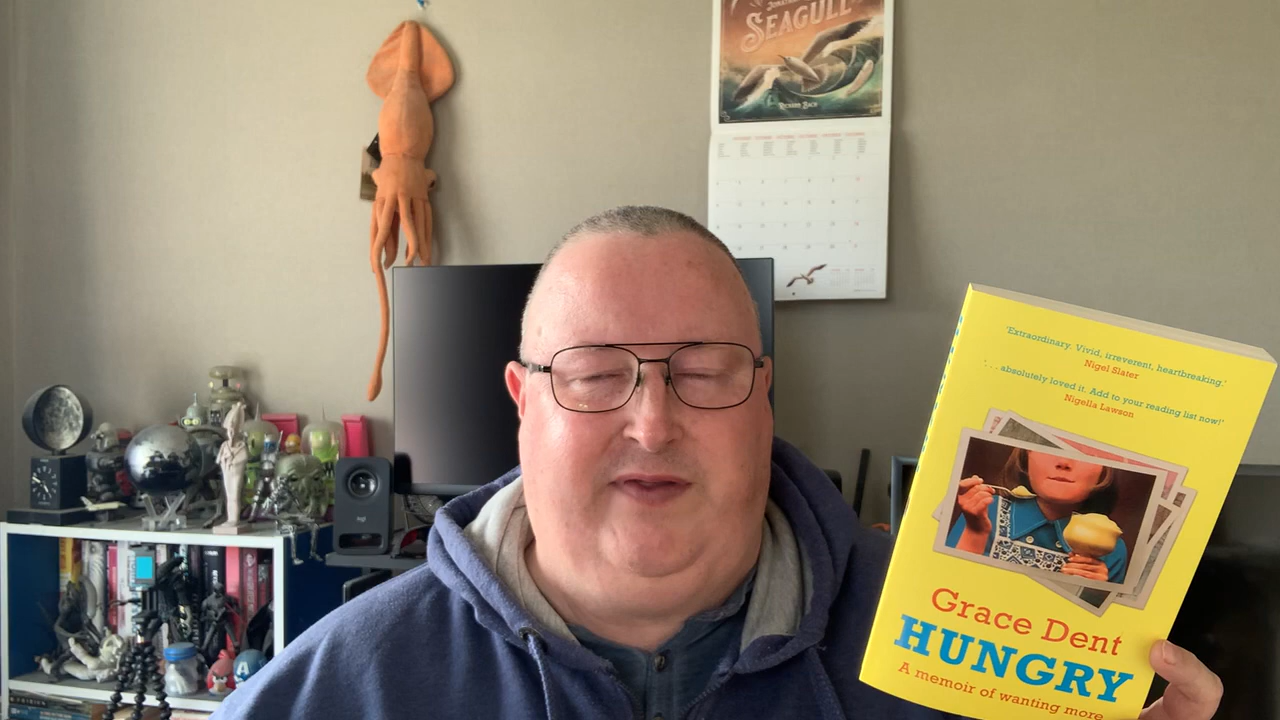 SEAGULL
RICHARD BACH
'Extraordinary. Vivid, irreverent, heartbreaking.'
Nigel Slater
'. . . absolutely loved it. Add to your reading list now!'
Nigella Lawson
Grace Dent
HUNGRY
A memoir of wanting more